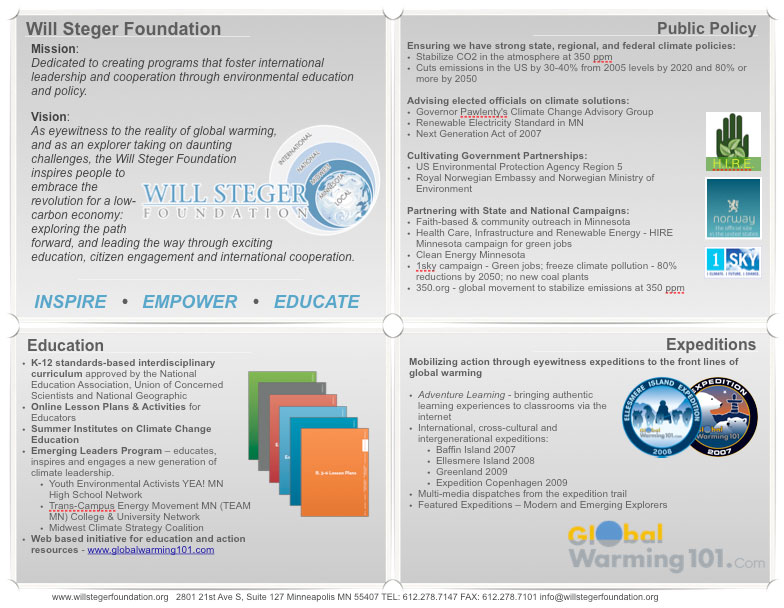 Will Steger Foundation
Mission:
Dedicated to creating programs that foster international
leadership and cooperation through environmental education
and policy.
Vision:
As eyewitness to the reality of global warming,
and as an explorer taking on daunting
challenges, the Will Steger Foundation
inspires people to
embrace the
revolution for a low-
carbon economy:
exploring the path
forward, and leading the way through exciting
education, citizen engagement and international cooperation.
INTERNATIONAL
NATIONAL
MIDWEST
MINNESOTA
LOCAL
WILL STEGER
FOUNDATION
INSPIRE • EMPOWER • EDUCATE
Public Policy
Ensuring we have strong state, regional, and federal climate policies:
• Stabilize CO2 in the atmosphere at 350 ppm
• Cuts emissions in the US by 30-40% from 2005 levels by 2020 and 80% or
more by 2050
Advising elected officials on climate solutions:
• Governor Pawlenty's Climate Change Advisory Group
• Renewable Electricity Standard in MN
• Next Generation Act of 2007
Cultivating Government Partnerships:
• US Environmental Protection Agency Region 5
• Royal Norwegian Embassy and Norwegian Ministry of
Environment
Partnering with State and National Campaigns:
• Faith-based & community outreach in Minnesota
• Health Care, Infrastructure and Renewable Energy - HIRE
Minnesota campaign for green jobs
• Clean Energy Minnesota
• 1sky campaign - Green jobs; freeze climate pollution - 80%
reductions by 2050; no new coal plants
• 350.org - global movement to stabilize emissions at 350 ppm
H.I.R.E.
norway
the official site
in the united states
1SKY
1 CLIMATE. 1 FUTURE. 1 CHANCE.
Education
• K-12 standards-based interdisciplinary
curriculum approved by the National
Education Association, Union of Concerned
Scientists and National Geographic
• Online Lesson Plans & Activities for
Educators
• Summer Institutes on Climate Change
Education
• Emerging Leaders Program – educates,
inspires and engages a new generation of
climate leadership.
• Youth Environmental Activists YEA! MN
High School Network
• Trans-Campus Energy Movement MN (TEAM
MN) College & University Network
• Midwest Climate Strategy Coalition
• Web based initiative for education and action
resources - www.globalwarming101.com
Lesson Plans
Expeditions
Mobilizing action through eyewitness expeditions to the front lines of
global warming
• Adventure Learning - bringing authentic
learning experiences to classrooms via the
internet
• International, cross-cultural and
intergenerational expeditions:
• Baffin Island 2007
• Ellesmere Island 2008
• Greenland 2009
• Expedition Copenhagen 2009
• Multi-media dispatches from the expedition trail
• Featured Expeditions – Modern and Emerging Explorers
ELLESMERE ISLAND EXPEDITION
Global
Warming101.com
2008
EXPEDITION
Global
Warming101.com
2007
Global
Warming101.Com
www.willstegerfoundation.org 2801 21st Ave S, Suite 127 Minneapolis MN 55407 TEL: 612.278.7147 FAX: 612.278.7101 info@willstegerfoundation.org